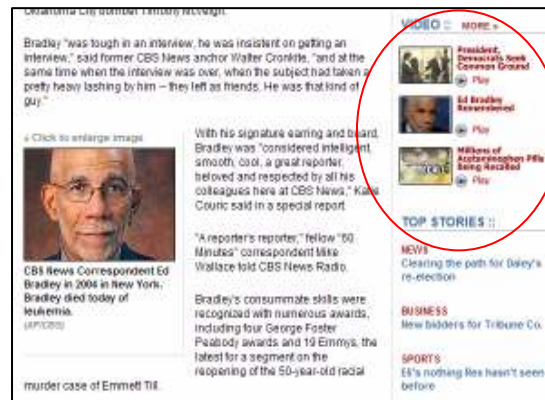 Oklahoma City bomber Timothy McVeigh.
Bradley "was tough in an interview, he was insistent on getting an
interview," said former CBS News anchor Walter Cronkite, "and at the
same time when the interview was over, when the subject had taken a
pretty heavy lashing by him – they left as friends. He was that kind of
guy."
» Click to enlarge image
CBS News Correspondent Ed
Bradley in 2004 in New York.
Bradley died today of
leukemia.
(AP/CBS)
With his signature earring and beard,
Bradley was "considered intelligent,
smooth, cool, a great reporter,
beloved and respected by all his
colleagues here at CBS News," Katie
Couric said in a special report.
"A reporter's reporter," fellow "60
Minutes" correspondent Mike
Wallace told CBS News Radio.
Bradley's consummate skills were
recognized with numerous awards,
including four George Foster
Peabody awards and 19 Emmys, the
latest for a segment on the
reopening of the 50-year-old racial
murder case of Emmett Till.
VIDEO :: MORE »
President,
Democrats Seek
Common Ground
Play
Ed Bradley
Remembered
Play
Millions of
Acetaminophen Pills
Being Recalled
Play
TOP STORIES ::
NEWS
Clearing the path for Daley's
re-election
BUSINESS
New bidders for Tribune Co.
SPORTS
Eli's nothing Rex hasn't seen
before